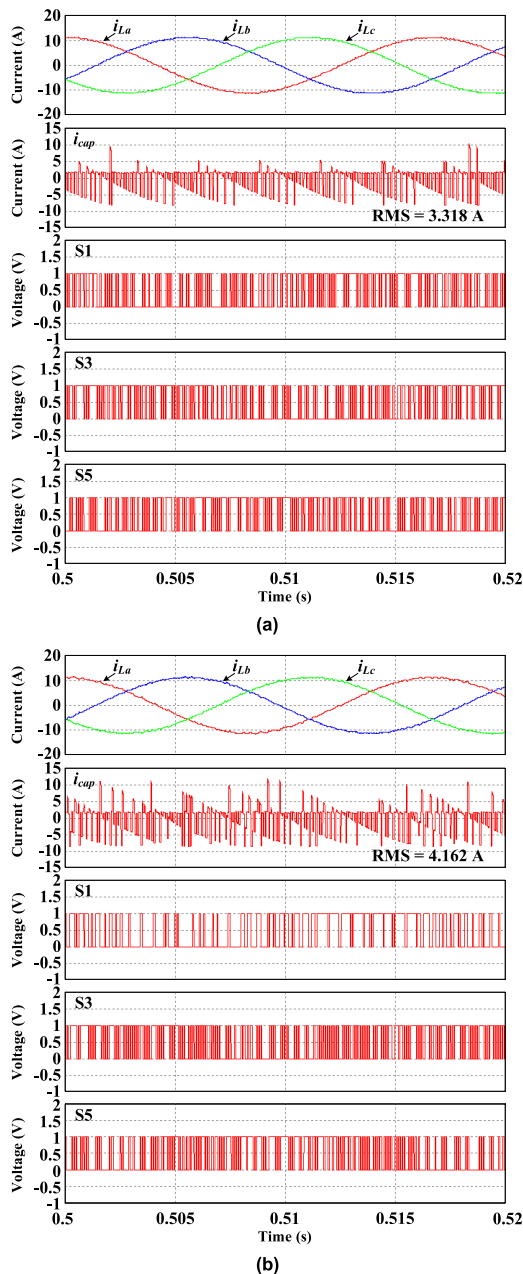 20
10
0
-10
-20
Current (A)
iLa
iLb
iLc
15
10
5
0
-5
-10
-15
Current (A)
icap
RMS = 3.318 A
2
1.5
1
0.5
0
-0.5
-1
Voltage (V)
S1
2
1.5
1
0.5
0
-0.5
-1
Voltage (V)
S3
2
1.5
1
0.5
0
-0.5
-1
Voltage (V)
S5
0.5
0.505
0.51
0.515
0.52
Time (s)
(a)
20
10
0
-10
-20
Current (A)
iLa
iLb
iLc
15
10
5
0
-5
-10
-15
Current (A)
icap
RMS = 4.162 A
2
1.5
1
0.5
0
-0.5
-1
Voltage (V)
S1
2
1.5
1
0.5
0
-0.5
-1
Voltage (V)
S3
2
1.5
1
0.5
0
-0.5
-1
Voltage (V)
S5
0.5
0.505
0.51
0.515
0.52
Time (s)
(b)